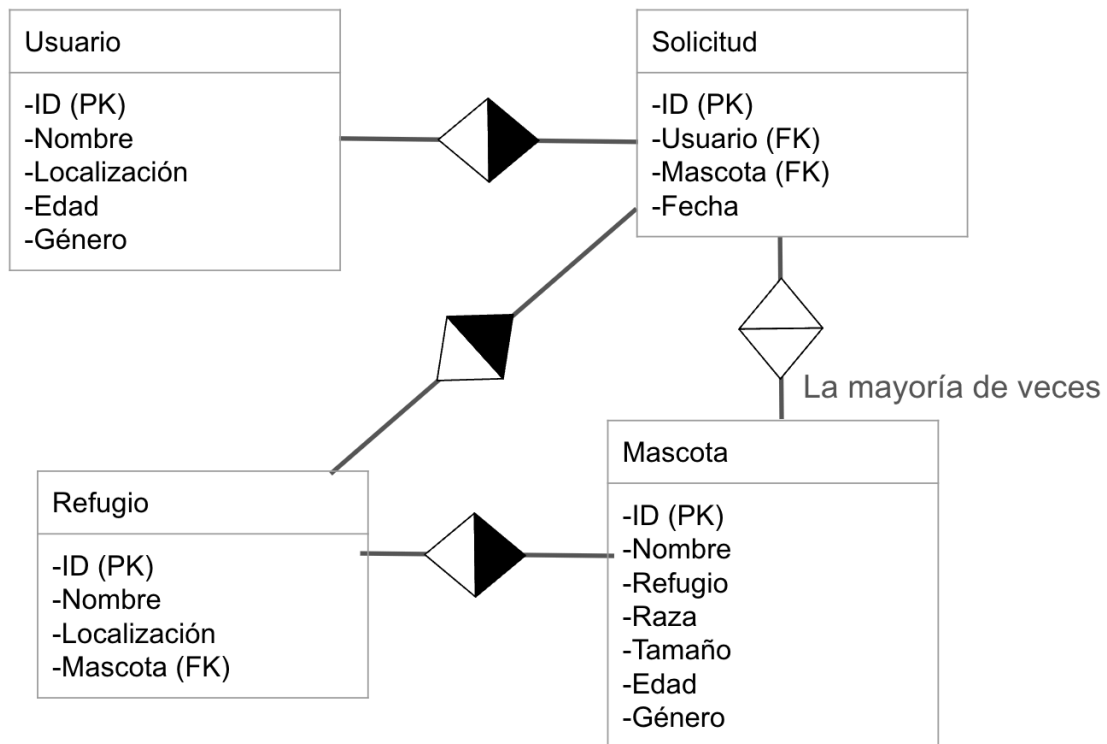 Usuario
-ID (PK)
-Nombre
-Localización
-Edad
-Género
Solicitud
-ID (PK)
-Usuario (FK)
-Mascota (FK)
-Fecha
La mayoría de veces
Refugio
-ID (PK)
-Nombre
-Localización
-Mascota (FK)
Mascota
-ID (PK)
-Nombre
-Refugio
-Raza
-Tamaño
-Edad
-Género